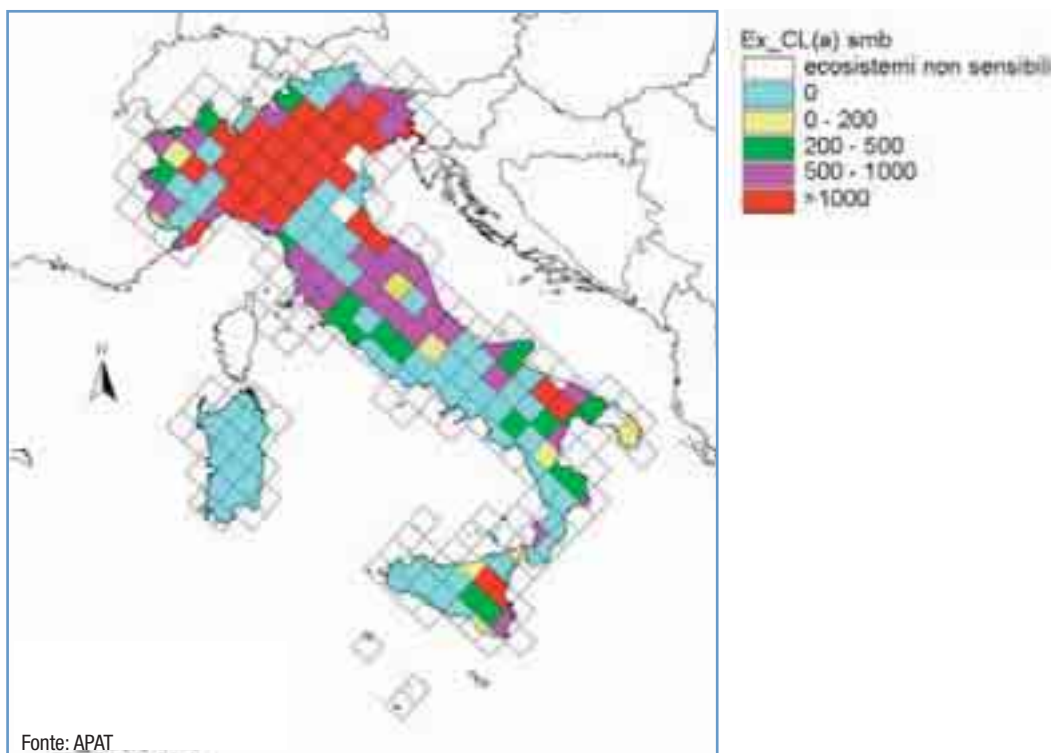 Ex_CL(a) smb
ecosistemi non sensibili
0
0 - 200
200 - 500
500 - 1000
>1000
N
Fonte: APAT